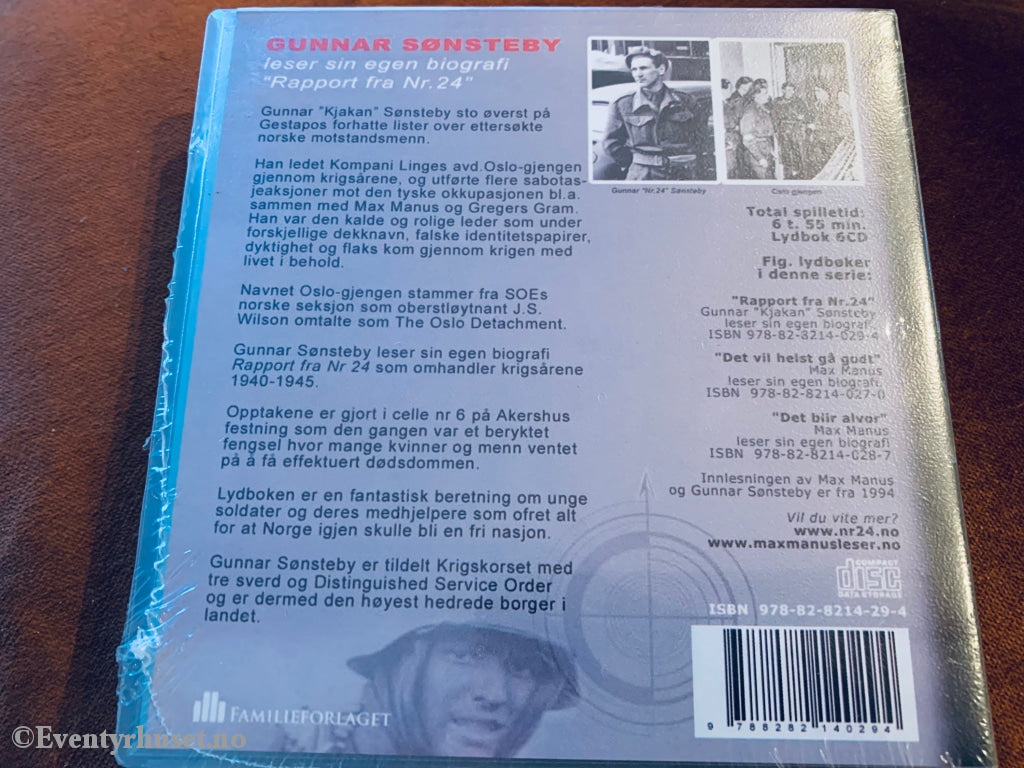 GUNNAR SØNSTEBY
leser sin egen biografi
"Rapport fra Nr.24"
Gunnar "Kjakan" Sønsteby sto øverst på
Gestapos forhatte lister over ettersøkte
norske motstandsmenn.
Han ledet Kompani Linges avd.Oslo-gjengen
gjennom krigsårene, og utførte flere sabotas-
jeaksjoner mot den tyske okkupasjonen bl.a.
sammen med Max Manus og Gregers Gram.
Han var den kalde og rolige leder som under
forskjellige dekknavn, falske identitetspapirer,
dyktighet og flaks kom gjennom krigen med
livet i behold.
Navnet Oslo-gjengen stammer fra SOEs
norske seksjon som oberstløytnant J.S.
Wilson omtalte som The Oslo Detachment.
Gunnar Sønsteby leser sin egen biografi
Rapport fra Nr 24 som omhandler krigsårene
1940-1945.
Opptakene er gjort i celle nr 6 på Akershus
festning som den gangen var et beryktet
fengsel hvor mange kvinner og menn ventet
på å få effektuert dødsdommen.
Lydboken er en fantastisk beretning om unge
soldater og deres medhjelpere som ofret alt
for at Norge igjen skulle bli en fri nasjon.
Gunnar Sønsteby er tildelt Krigskorset med
tre sverd og Distinguished Service Order
og er dermed den høyest hedrede borger i
landet.
FAMILIEFORLAGET
Gunnar "Nr.24" Sønsteby
Oslo gjengen
Total spilletid:
6 t. 55 min.
Lydbok 6CD
Flg. lydbøker
i denne serie:
"Rapport fra Nr.24"
Gunnar "Kjakan" Sønsteby
leser sin egen biografi
ISBN 978-82-8214-029-4
"Det vil helst gå godt"
Max Manus
leser sin egen biografi
ISBN 978-82-8214-027-0
"Det blir alvor"
Max Manus
leser sin egen biografi
ISBN 978-82-8214-028-7
Innlesningen av Max Manus
og Gunnar Sønsteby er fra 1994
Vil du vite mer?
www.nr24.no
www.maxmanusleser.no
COMPACT
disc
DATA STORAGE
ISBN 978-82-8214-29-4
9 788282 140294
©Eventyrhuset.no